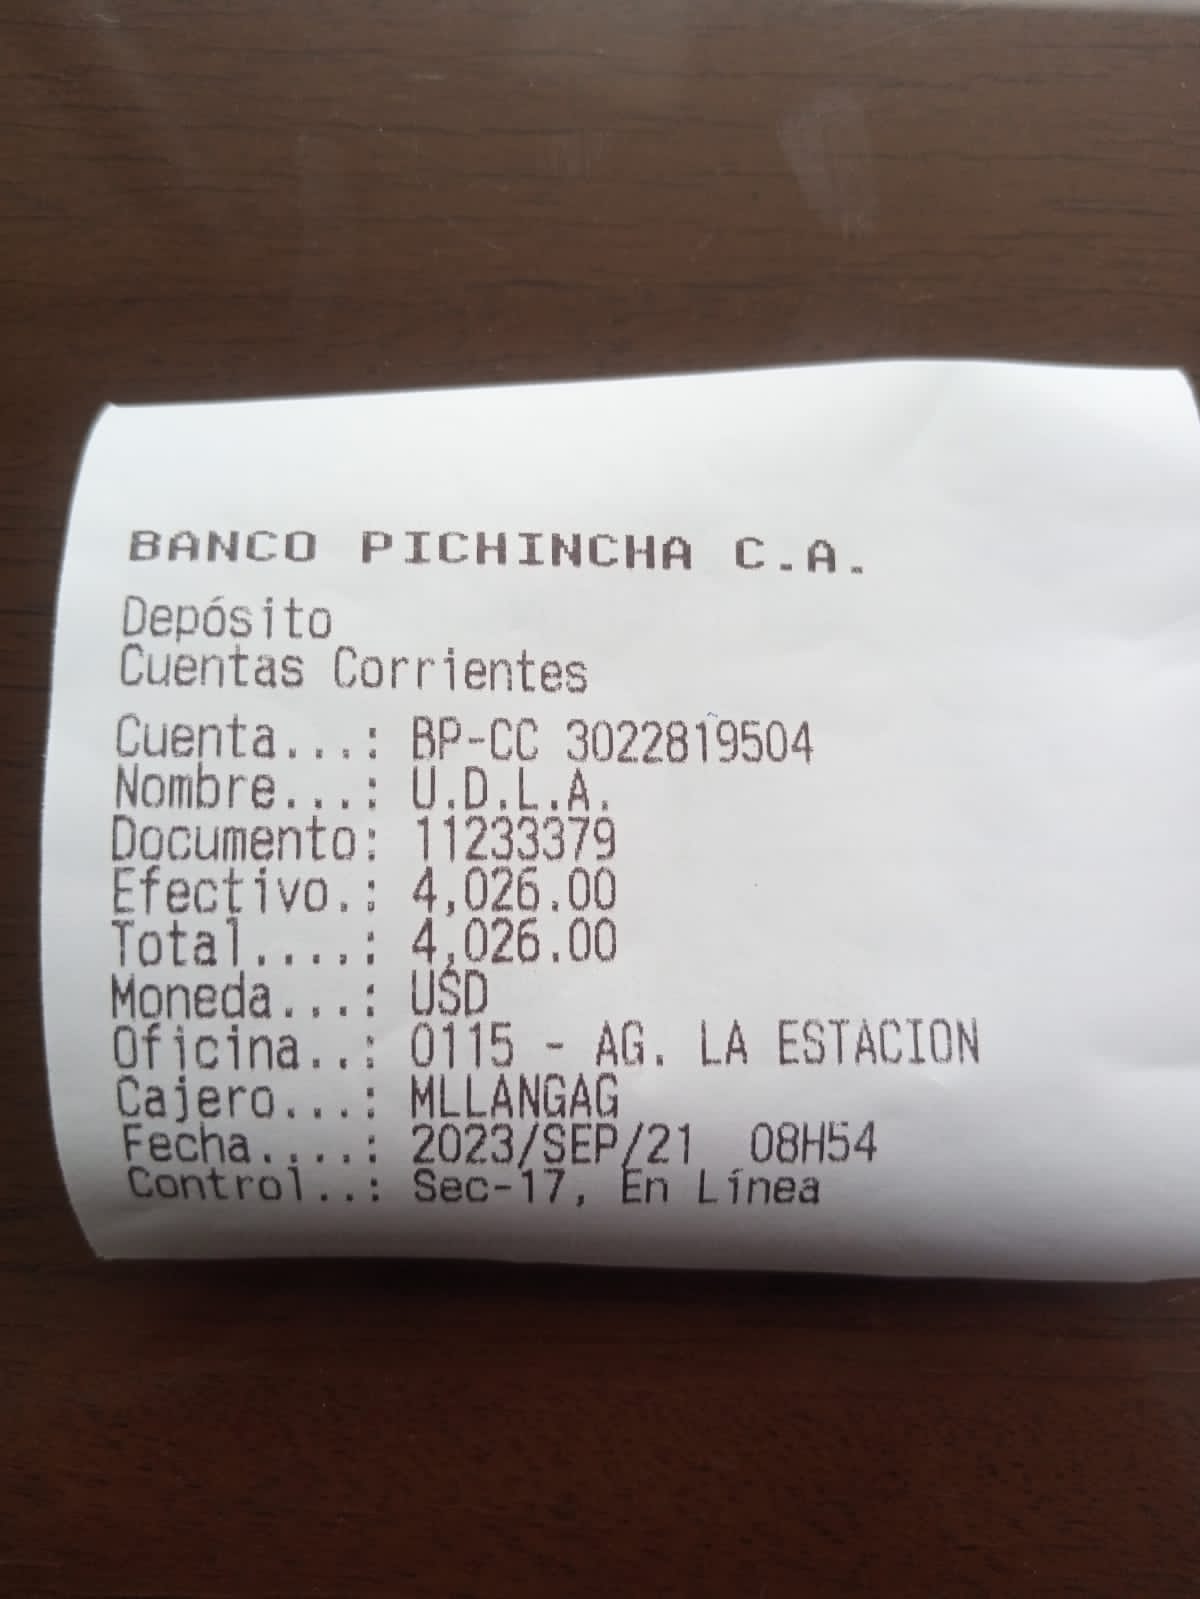 BANCO PICHINCHA C.A.
Depósito
Cuentas Corrientes
Cuenta...: BP-CC 3022819504
Nombre...: U.D.L.A.
Documento: 11233379
Efectivo.: 4,026.00
Total....: 4,026.00
Moneda...: USD
Oficina..: 0115 - AG. LA ESTACION
Cajero...: MLLANGAG
Fecha....: 2023/SEP/21 08H54
Control..: Sec-17, En Línea